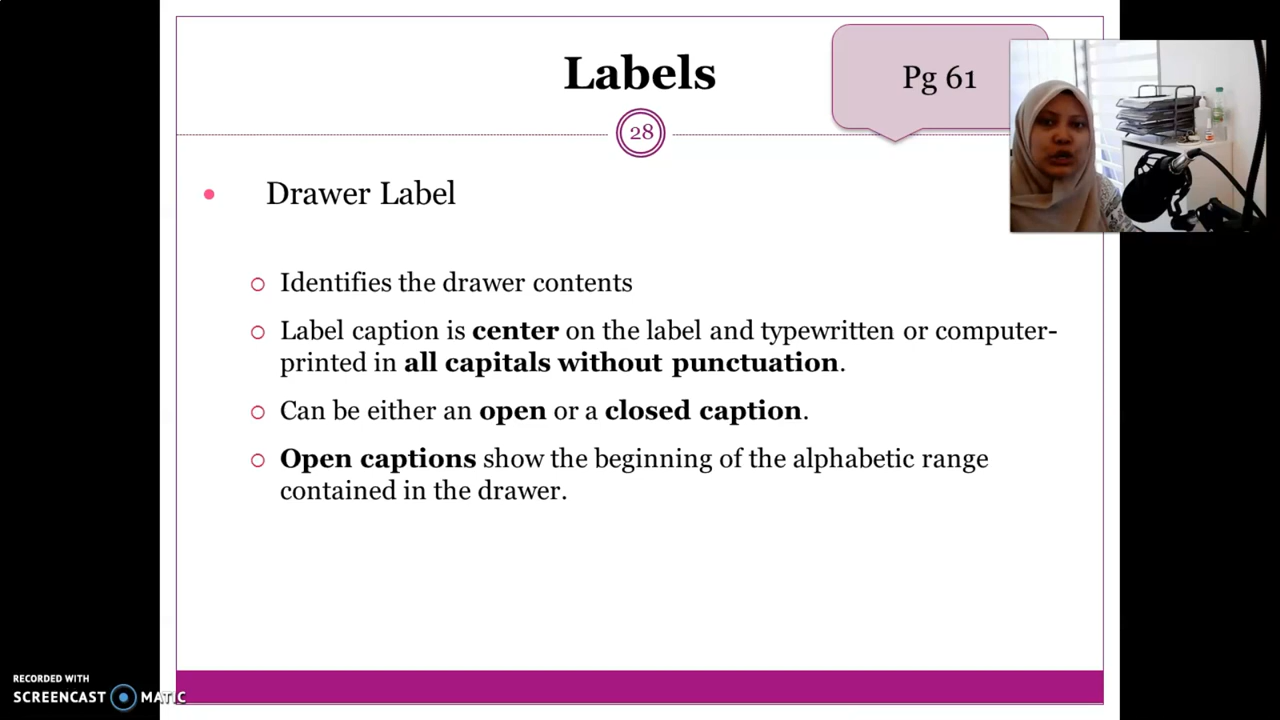 Labels
Pg 61
28
Drawer Label
Identifies the drawer contents
Label caption is center on the label and typewritten or computer-
printed in all capitals without punctuation.
Can be either an open or a closed caption.
Open captions show the beginning of the alphabetic range
contained in the drawer.
RECORDED WITH
SCREENCAST MATIC